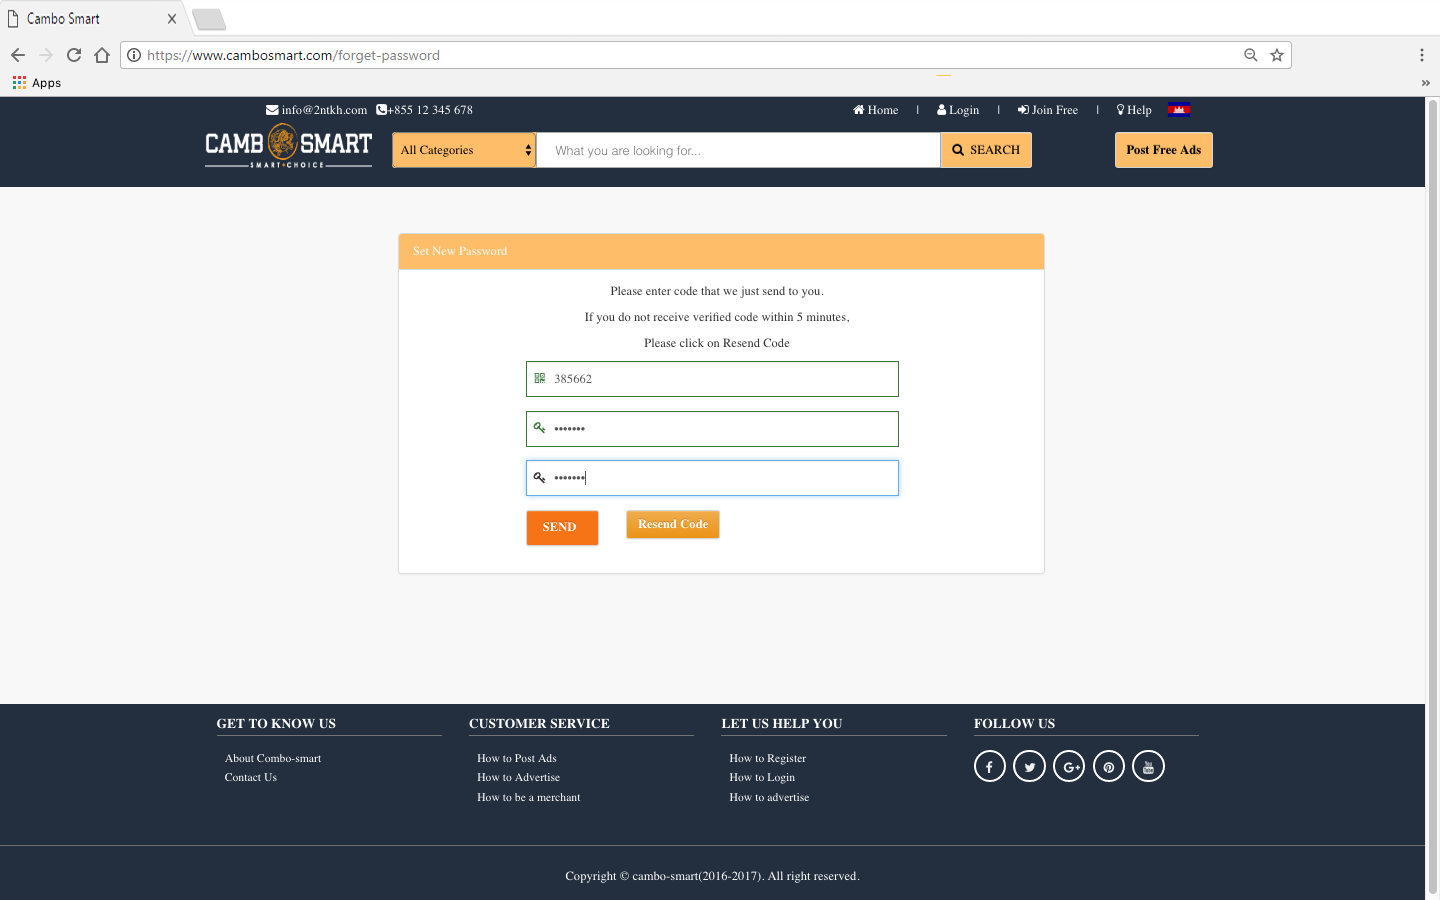 Cambo Smart
https://www.cambosmart.com/forget-password
Apps
info@2ntkh.com +855 12 345 678
Home | Login | Join Free | Help
CAMB SMART
SMART CHOICE
All Categories
What you are looking for...
SEARCH
Post Free Ads
Set New Password
Please enter code that we just send to you.
If you do not receive verified code within 5 minutes,
Please click on Resend Code
385662
•••••••
•••••••
SEND
Resend Code
GET TO KNOW US
About Combo-smart
Contact Us
CUSTOMER SERVICE
How to Post Ads
How to Advertise
How to be a merchant
LET US HELP YOU
How to Register
How to Login
How to advertise
FOLLOW US
Copyright © cambo-smart(2016-2017). All right reserved.